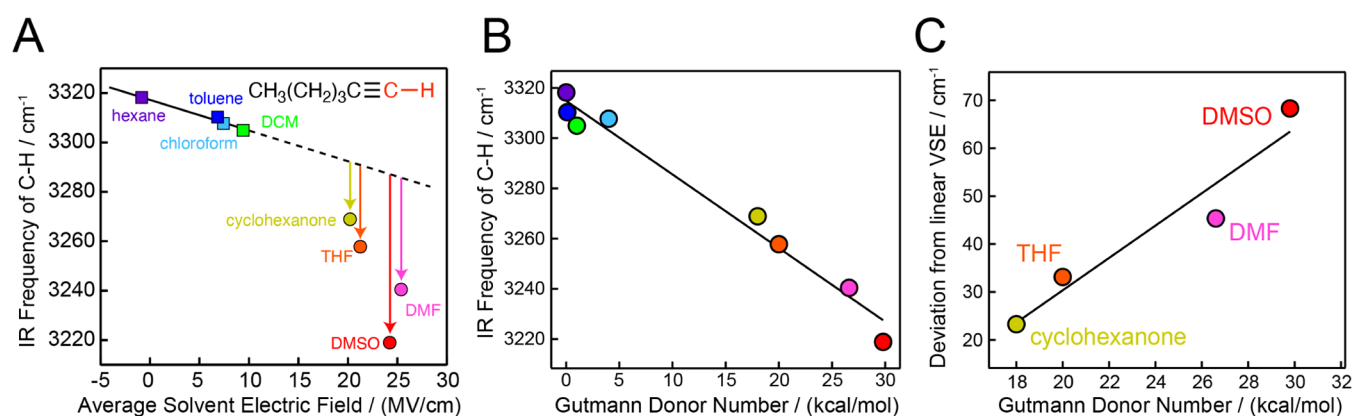 A
IR Frequency of C-H / cm⁻¹
3320
3300
3280
3260
3240
3220
-5 0 5 10 15 20 25 30
Average Solvent Electric Field / (MV/cm)
CH₃(CH₂)₃C≡C—H
hexane
toluene
chloroform
DCM
cyclohexanone
THF
DMF
DMSO
B
IR Frequency of C-H / cm⁻¹
3320
3300
3280
3260
3240
3220
0 5 10 15 20 25 30
Gutmann Donor Number / (kcal/mol)
C
Deviation from linear VSE / cm⁻¹
70
60
50
40
30
20
18 20 22 24 26 28 30 32
Gutmann Donor Number / (kcal/mol)
DMSO
DMF
THF
cyclohexanone